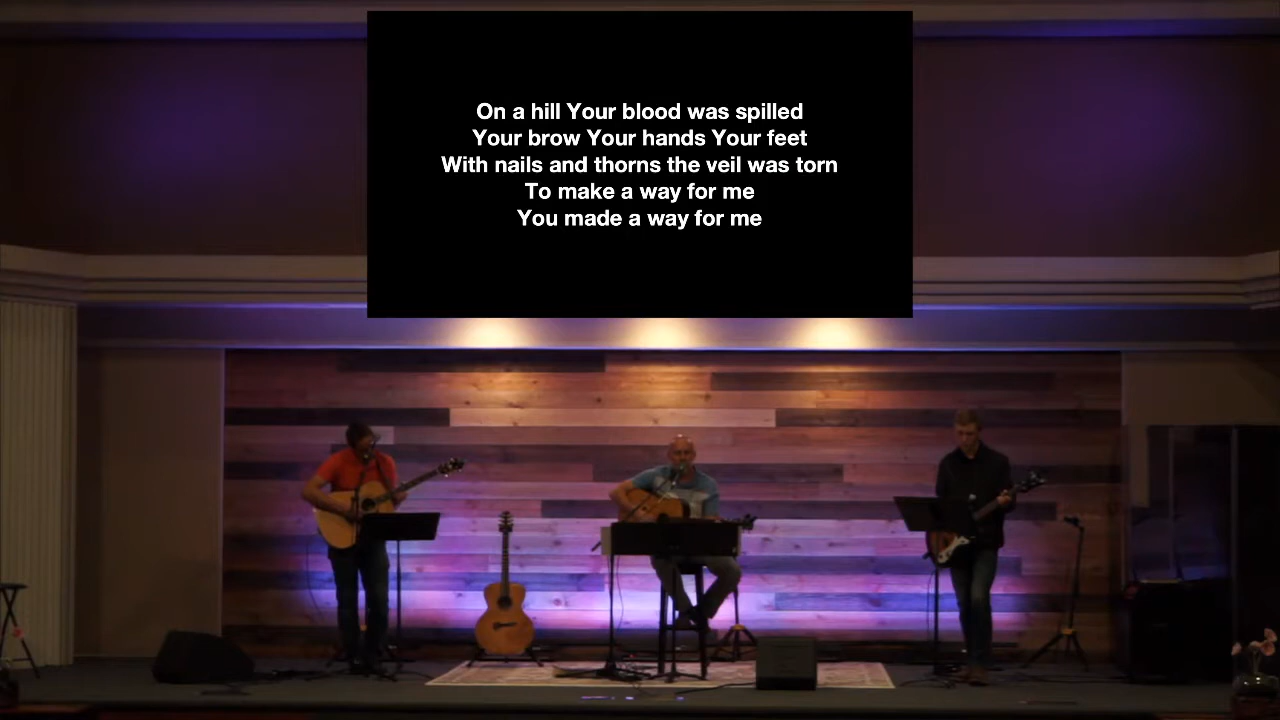 On a hill Your blood was spilled
Your brow Your hands Your feet
With nails and thorns the veil was torn
To make a way for me
You made a way for me